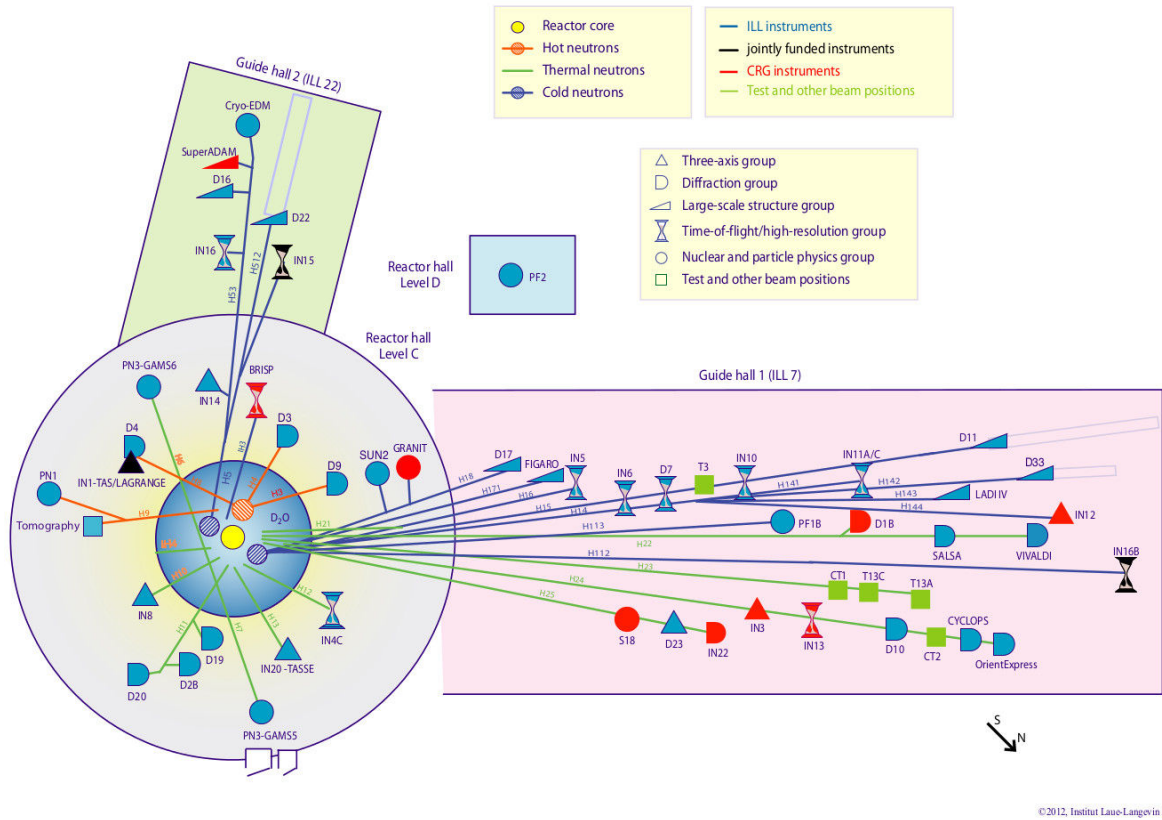 Reactor core
Hot neutrons
Thermal neutrons
Cold neutrons
ILL instruments
jointly funded instruments
CRG instruments
Test and other beam positions
Three-axis group
Diffraction group
Large-scale structure group
Time-of-flight/high-resolution group
Nuclear and particle physics group
Test and other beam positions
Guide hall 2 (ILL 22)
Cryo-EDM
SuperADAM
D16
D22
IN16
IN15
H512
H53
Reactor hall
Level D
PF2
Reactor hall
Level C
PN3-GAMS6
IN14
BRISP
D4
D3
IN1-TAS/LAGRANGE
PN1
Tomography
H9
H5
IH3
H4
H3
D9
SUN2
GRANIT
D2O
H8
IN8
H11
H7
H13
H12
IN4C
D19
D2B
D20
IN20 -TASSE
PN3-GAMS5
Guide hall 1 (ILL 7)
D17
FIGARO
IN5
IN6
D7
T3
IN10
IN11A/C
D11
D33
LADI IV
IN12
H18
H171
H16
H15
H14
H141
H142
H143
H144
H113
H21
H22
PF1B
D1B
SALSA
VIVALDI
H112
IN16B
H23
CT1
T13C
T13A
H24
H25
S18
D23
IN22
IN3
IN13
D10
CT2
CYCLOPS
OrientExpress
S
N
©2012, Institut Laue-Langevin